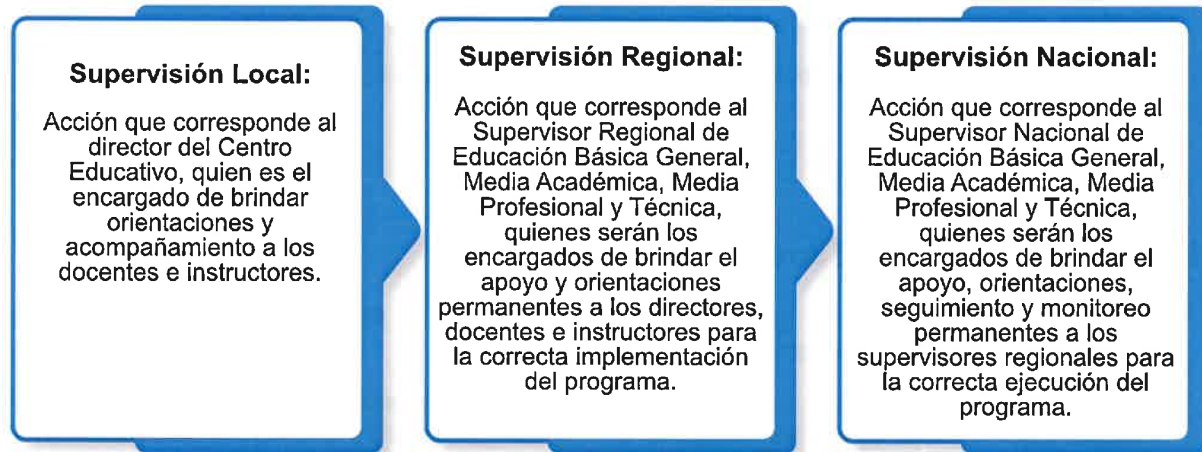 Supervisión Local:
Acción que corresponde al
director del Centro
Educativo, quien es el
encargado de brindar
orientaciones y
acompañamiento a los
docentes e instructores.
Supervisión Regional:
Acción que corresponde al
Supervisor Regional de
Educación Básica General,
Media Académica, Media
Profesional y Técnica,
quienes serán los
encargados de brindar el
apoyo y orientaciones
permanentes a los directores,
docentes e instructores para
la correcta implementación
del programa.
Supervisión Nacional:
Acción que corresponde al
Supervisor Nacional de
Educación Básica General,
Media Académica, Media
Profesional y Técnica,
quienes serán los
encargados de brindar el
apoyo, orientaciones,
seguimiento y monitoreo
permanentes a los
supervisores regionales para
la correcta ejecución del
programa.